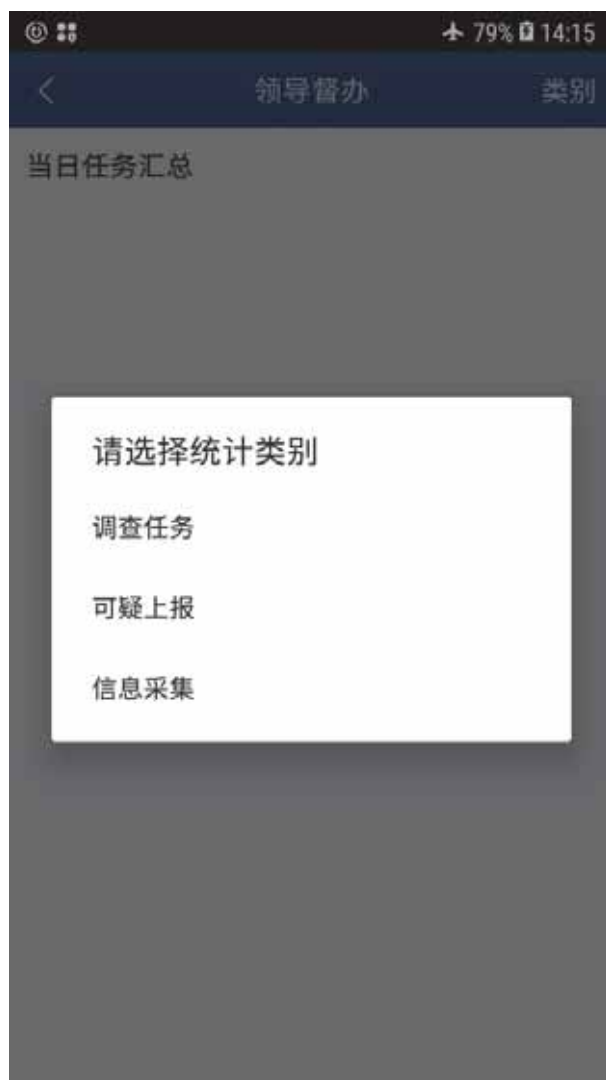 79% 14:15
领导督办 类别
当日任务汇总
请选择统计类别
调查任务
可疑上报
信息采集